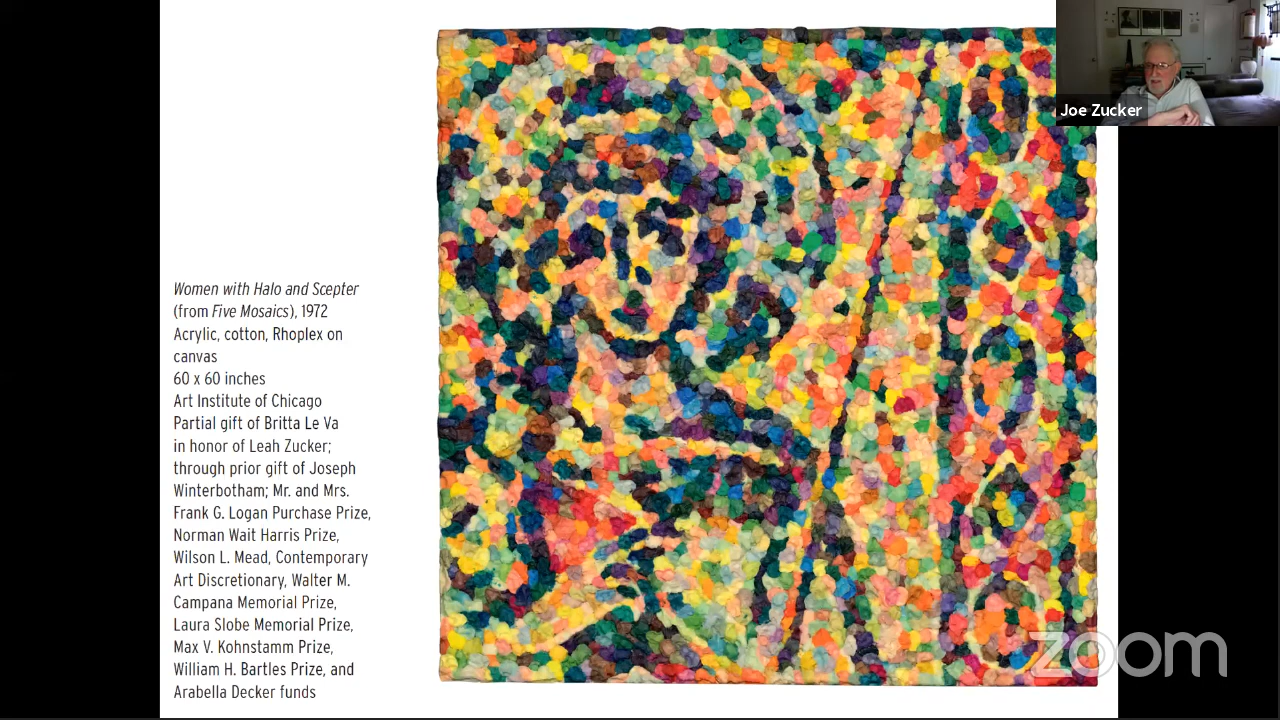 Joe Zucker
Women with Halo and Scepter
(from Five Mosaics), 1972
Acrylic, cotton, Rhoplex on
canvas
60 x 60 inches
Art Institute of Chicago
Partial gift of Britta Le Va
in honor of Leah Zucker;
through prior gift of Joseph
Winterbotham; Mr. and Mrs.
Frank G. Logan Purchase Prize,
Norman Wait Harris Prize,
Wilson L. Mead, Contemporary
Art Discretionary, Walter M.
Campana Memorial Prize,
Laura Slobe Memorial Prize,
Max V. Kohnstamm Prize,
William H. Bartles Prize, and
Arabella Decker funds
zoom